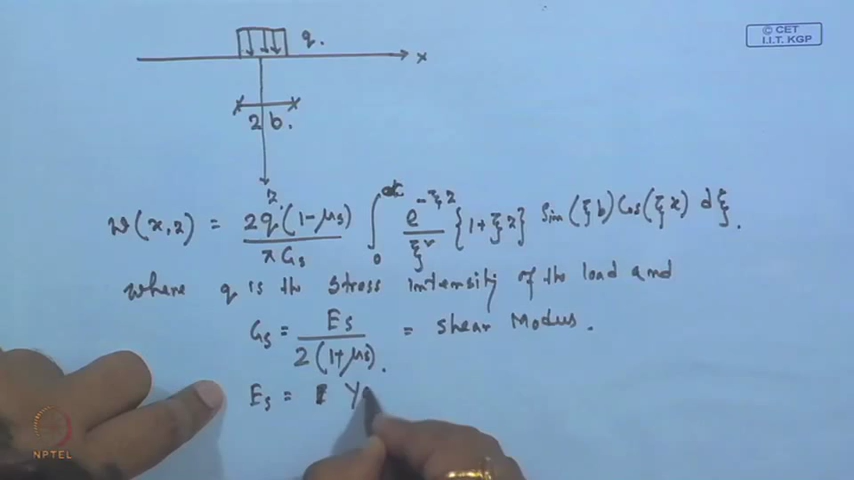 © CET
I.I.T. KGP
q.
x
2b.
z
w(x,z) = 2q(1-μs)/πGs ∫0^∞ e^-ξz/ξ² {1+ξz} Sin(ξb) Cos(ξx) dξ.
where q is the stress intensity of the load and
Gs = Es/2(1+μs). = shear Modus.
Es = Y
NPTEL